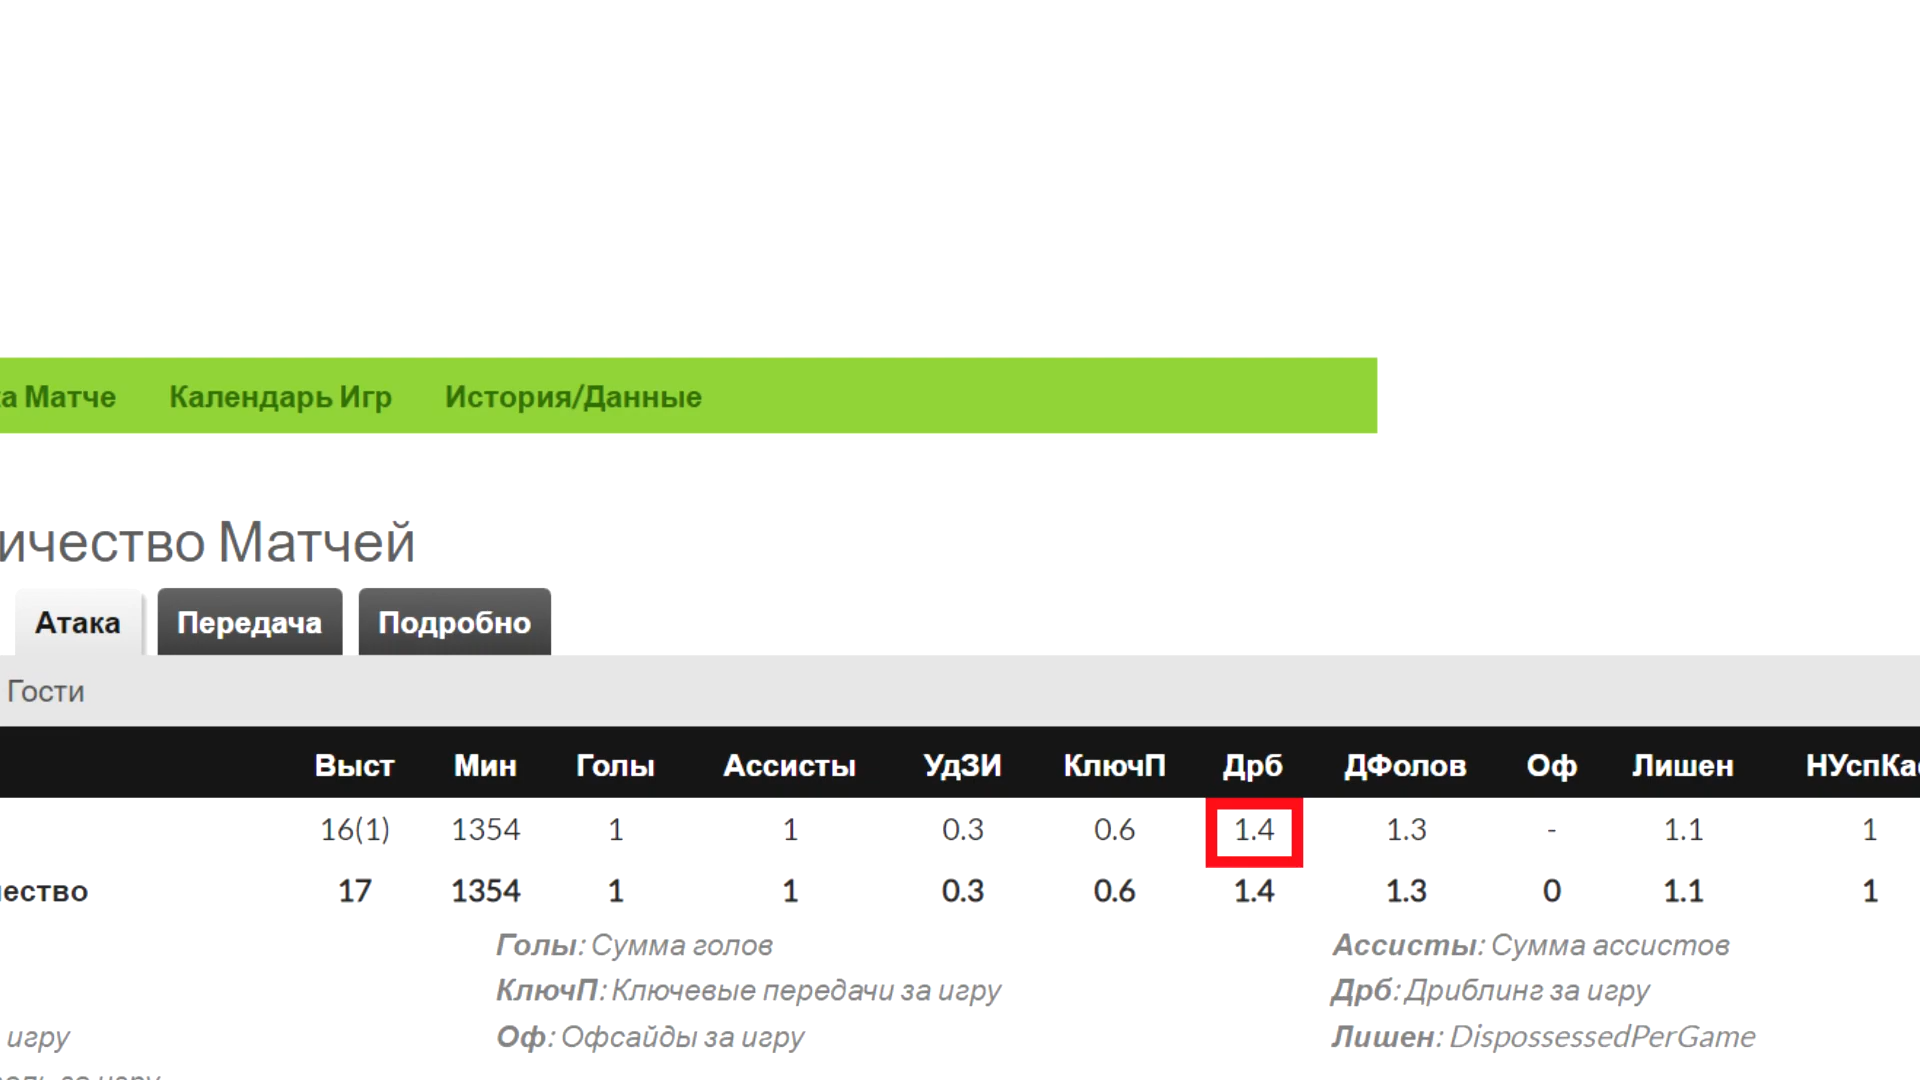 а Матче Календарь Игр История/Данные
ичество Матчей
Атака Передача Подробно
Гости
Выст Мин Голы Ассисты УдЗИ КлючП Дрб ДФолов Оф Лишен НУспКас
16(1) 1354 1 1 0.3 0.6 1.4 1.3 - 1.1 1
ество 17 1354 1 1 0.3 0.6 1.4 1.3 0 1.1 1
Голы: Сумма голов Ассисты: Сумма ассистов
КлючП: Ключевые передачи за игру Дрб: Дриблинг за игру
игру Оф: Офсайды за игру Лишен: DispossessedPerGame